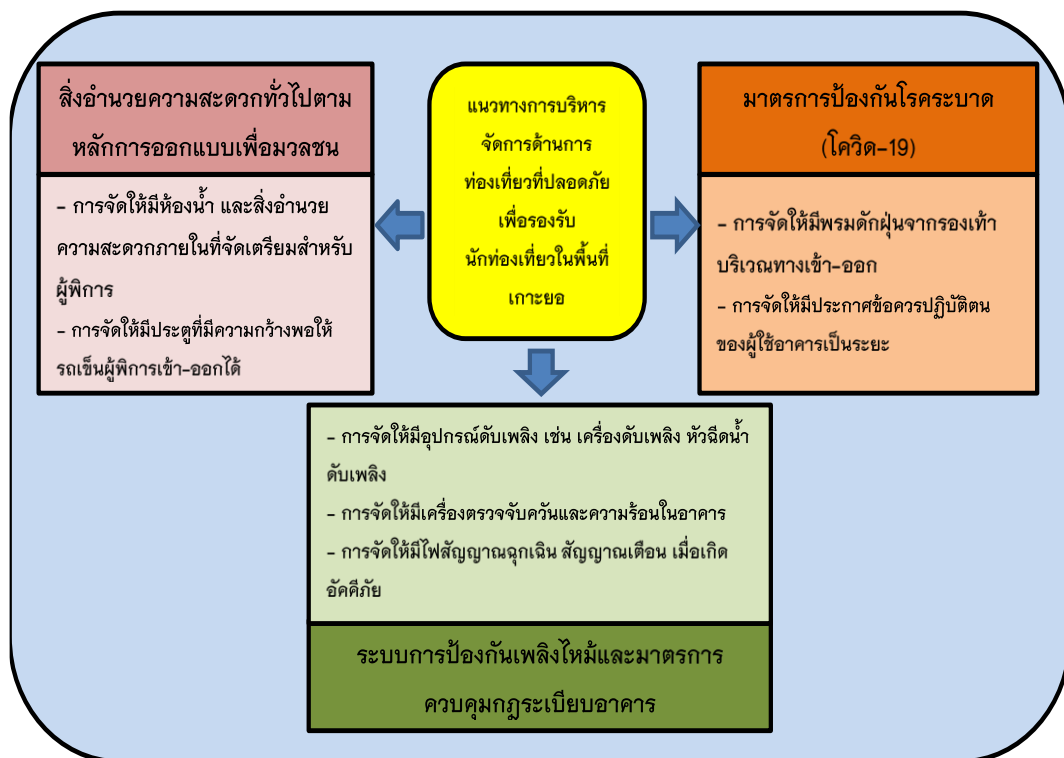 สิ่งอำนวยความสะดวกทั่วไปตาม
หลักการออกแบบเพื่อมวลชน
- การจัดให้มีห้องน้ำ และสิ่งอำนวย
ความสะดวกภายในที่จัดเตรียมสำหรับ
ผู้พิการ
- การจัดให้มีประตูที่มีความกว้างพอให้
รถเข็นผู้พิการเข้า-ออกได้
แนวทางการบริหาร
จัดการด้านการ
ท่องเที่ยวที่ปลอดภัย
เพื่อรองรับ
นักท่องเที่ยวในพื้นที่
เกาะยอ
มาตรการป้องกันโรคระบาด
(โควิด-19)
- การจัดให้มีพรมดักฝุ่นจากรองเท้า
บริเวณทางเข้า-ออก
- การจัดให้มีประกาศข้อควรปฏิบัติตน
ของผู้ใช้อาคารเป็นระยะ
- การจัดให้มีอุปกรณ์ดับเพลิง เช่น เครื่องดับเพลิง หัวฉีดน้ำ
ดับเพลิง
- การจัดให้มีเครื่องตรวจจับควันและความร้อนในอาคาร
- การจัดให้มีไฟสัญญาณฉุกเฉิน สัญญาณเตือน เมื่อเกิด
อัคคีภัย
ระบบการป้องกันเพลิงไหม้และมาตรการ
ควบคุมกฎระเบียบอาคาร